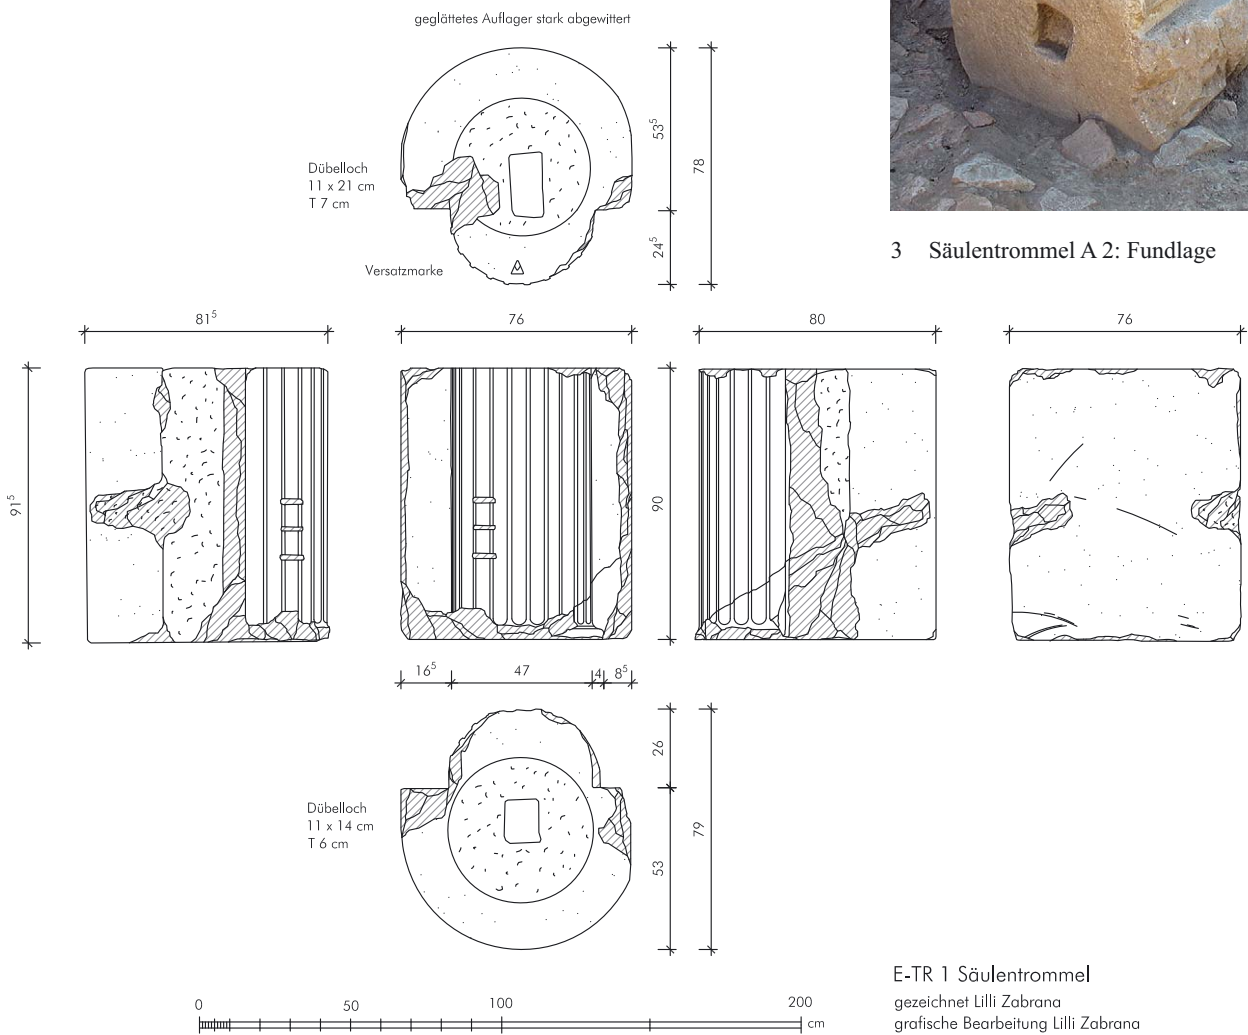 geglättetes Auflager stark abgewittert
Dübelloch
11 x 21 cm
T 7 cm
53⁵
78
24⁵
Versatzmarke
3 Säulentrommel A 2: Fundlage
81⁵
76
80
76
91⁵
90
16⁵
47
4
8⁵
26
Dübelloch
11 x 14 cm
T 6 cm
79
53
E-TR 1 Säulentrommel
gezeichnet Lilli Zabrana
grafische Bearbeitung Lilli Zabrana
0 50 100 200
cm